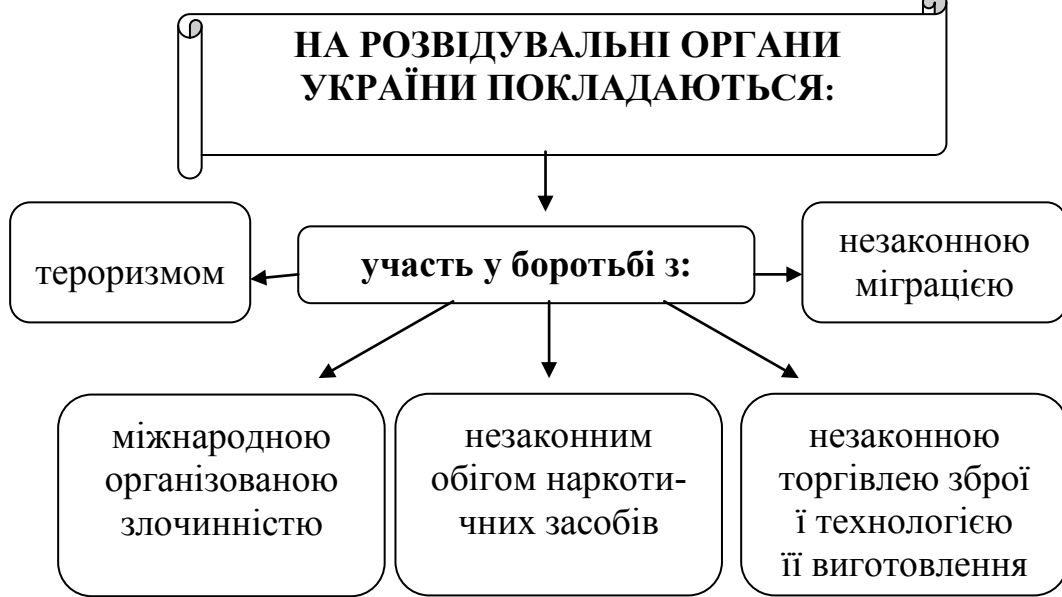 НА РОЗВІДУВАЛЬНІ ОРГАНИ
УКРАЇНИ ПОКЛАДАЮТЬСЯ:
участь у боротьбі з:
тероризмом
незаконною
міграцією
міжнародною
організованою
злочинністю
незаконним
обігом наркоти-
чних засобів
незаконною
торгівлею зброї
ї технологією
її виготовлення